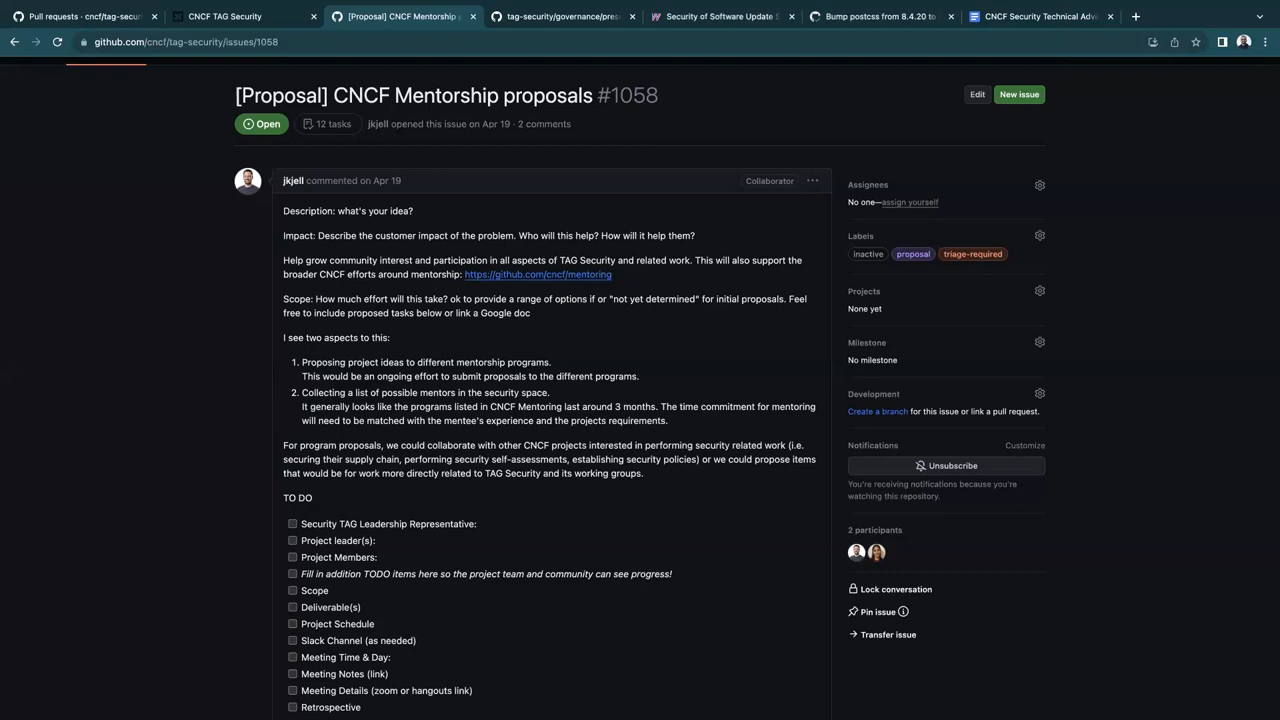 Pull requests · cncf/tag-secur
CNCF TAG Security
[Proposal] CNCF Mentorship p
tag-security/governance/prese
Security of Software Update S
Bump postcss from 8.4.20 to
CNCF Security Technical Advi
github.com/cncf/tag-security/issues/1058
[Proposal] CNCF Mentorship proposals #1058
Edit
New issue
Open
12 tasks
jkjell opened this issue on Apr 19 · 2 comments
jkjell commented on Apr 19
Collaborator
Description: what's your idea?
Impact: Describe the customer impact of the problem. Who will this help? How will it help them?
Help grow community interest and participation in all aspects of TAG Security and related work. This will also support the
broader CNCF efforts around mentorship: https://github.com/cncf/mentoring
Scope: How much effort will this take? ok to provide a range of options if or "not yet determined" for initial proposals. Feel
free to include proposed tasks below or link a Google doc
I see two aspects to this:
1. Proposing project ideas to different mentorship programs.
This would be an ongoing effort to submit proposals to the different programs.
2. Collecting a list of possible mentors in the security space.
It generally looks like the programs listed in CNCF Mentoring last around 3 months. The time commitment for mentoring
will need to be matched with the mentee's experience and the projects requirements.
For program proposals, we could collaborate with other CNCF projects interested in performing security related work (i.e.
securing their supply chain, performing security self-assessments, establishing security policies) or we could propose items
that would be for work more directly related to TAG Security and its working groups.
TO DO
Security TAG Leadership Representative:
Project leader(s):
Project Members:
Fill in addition TODO items here so the project team and community can see progress!
Scope
Deliverable(s)
Project Schedule
Slack Channel (as needed)
Meeting Time & Day:
Meeting Notes (link)
Meeting Details (zoom or hangouts link)
Retrospective
Assignees
No one—assign yourself
Labels
inactive
proposal
triage-required
Projects
None yet
Milestone
No milestone
Development
Create a branch for this issue or link a pull request.
Notifications
Customize
Unsubscribe
You're receiving notifications because you're
watching this repository.
2 participants
Lock conversation
Pin issue
Transfer issue